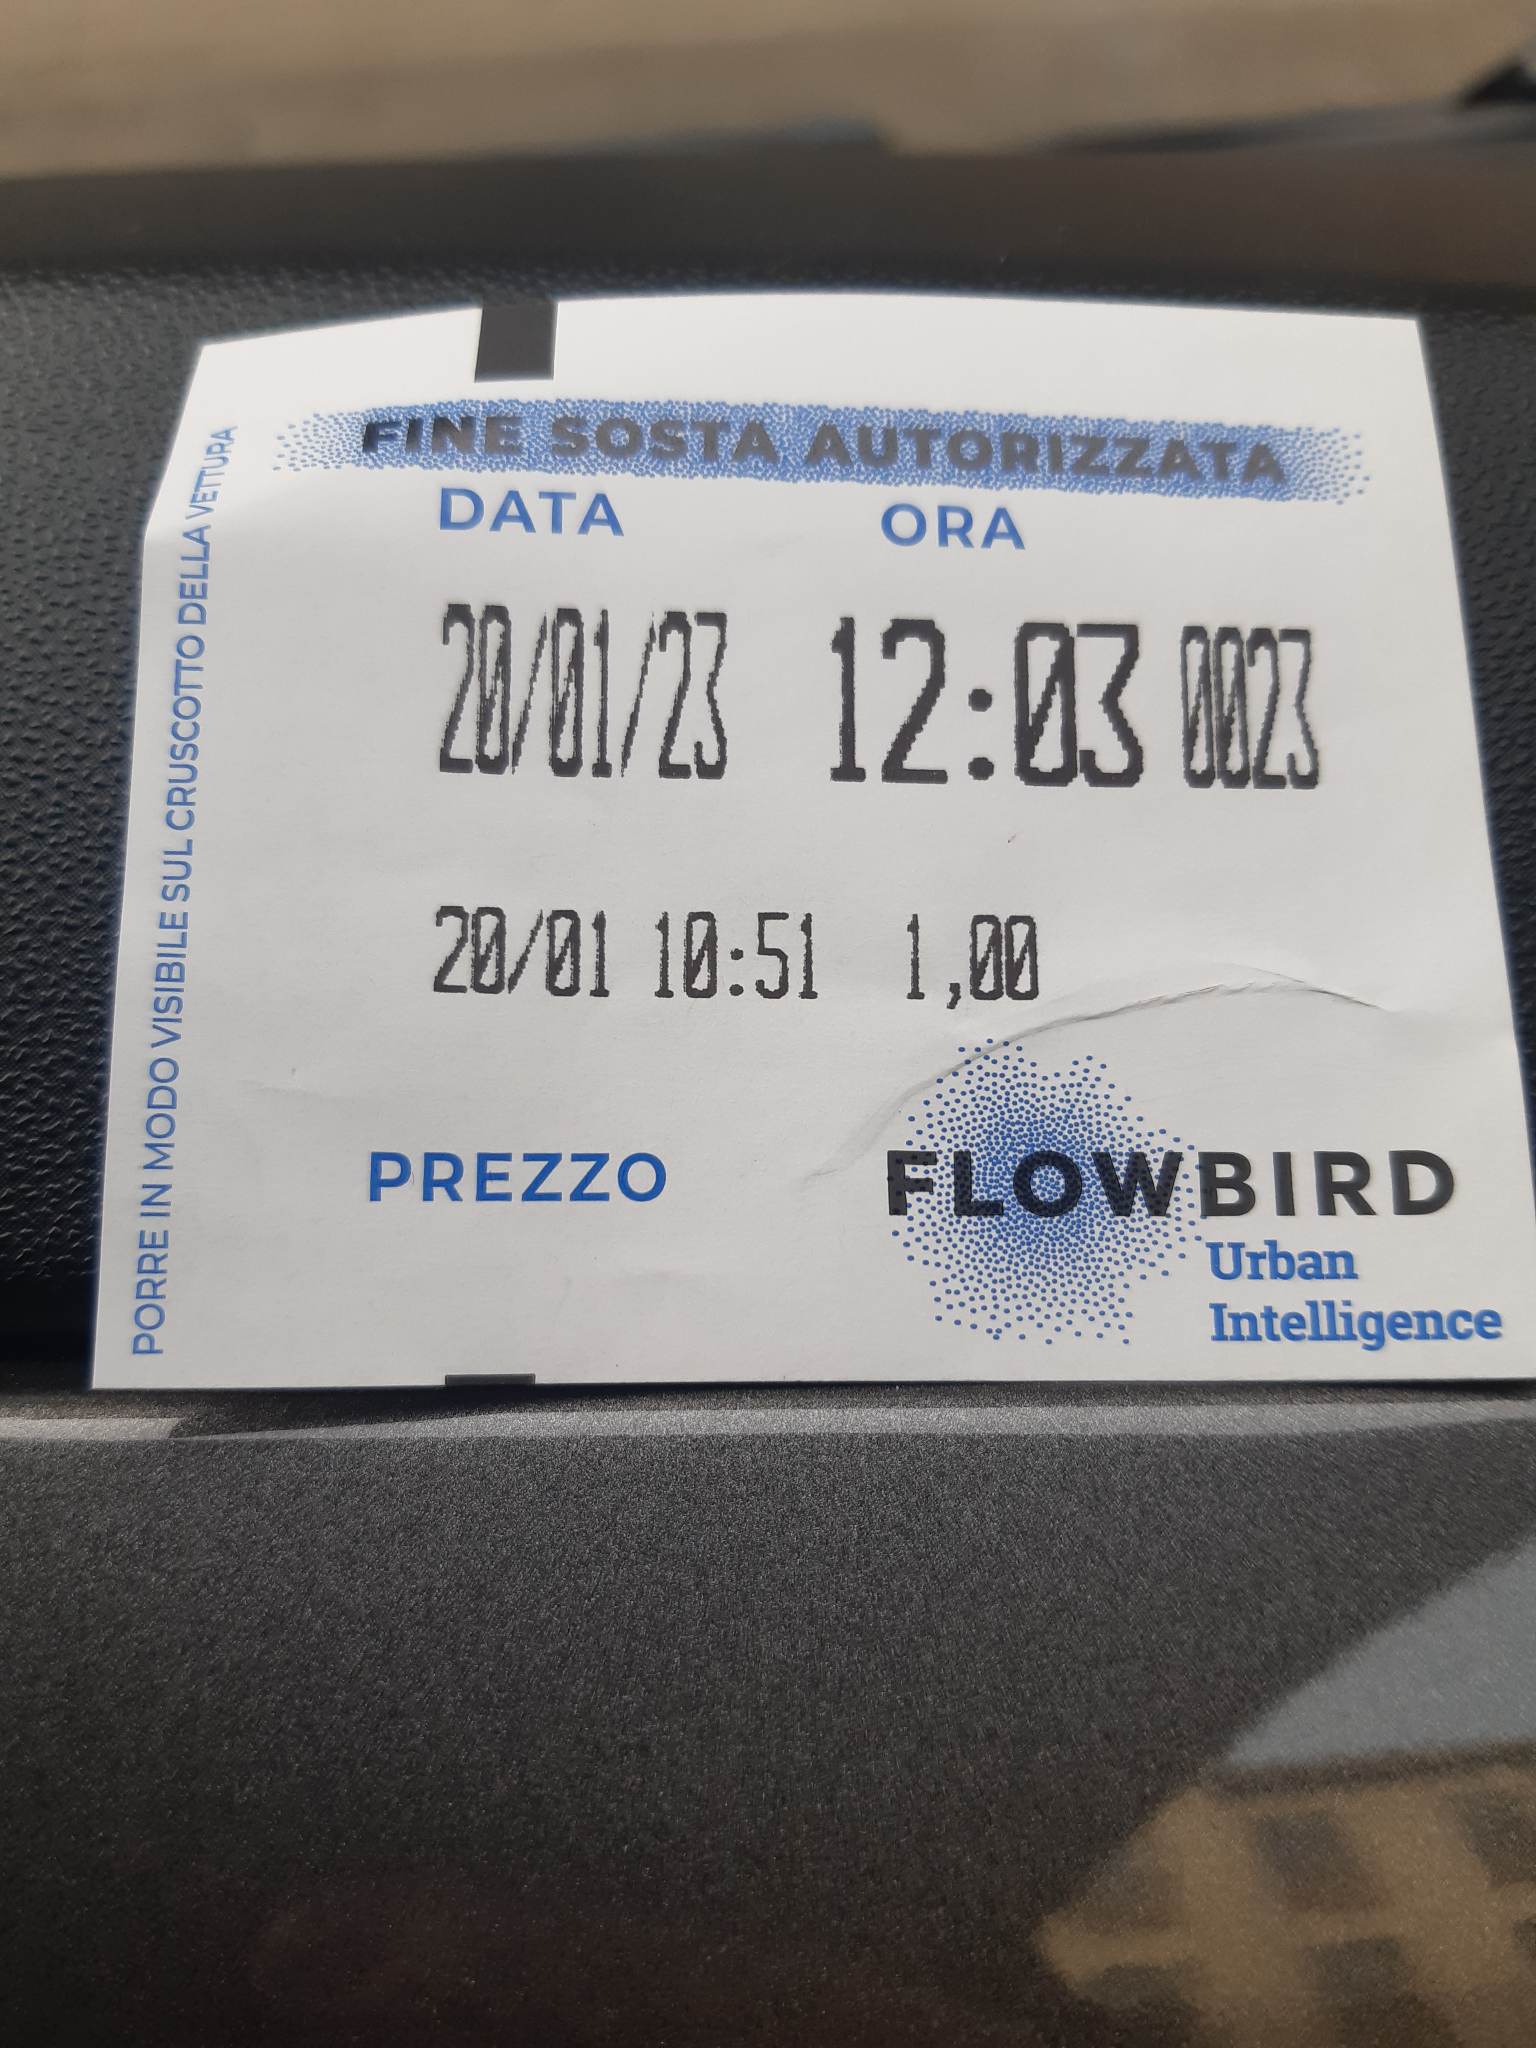 FINE SOSTA AUTORIZZATA
DATA ORA
20/01/23 12:03 0023
20/01 10:51 1,00
PREZZO
FLOWBIRD
Urban
Intelligence
PORRE IN MODO VISIBILE SUL CRUSCOTTO DELLA VETTURA